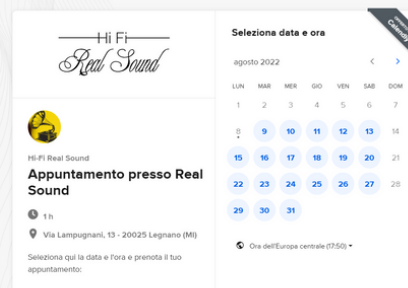 Hi Fi
Real Sound
Hi-Fi Real Sound
Appuntamento presso Real
Sound
1 h
Via Lampugnani, 13 - 20025 Legnano (MI)
Seleziona qui la data e l'ora e prenota il tuo
appuntamento:
Seleziona data e ora
agosto 2022
LUN MAR MER GIO VEN SAB DOM
1 2 3 4 5 6 7
8 9 10 11 12 13 14
15 16 17 18 19 20 21
22 23 24 25 26 27 28
29 30 31
Ora dell'Europa centrale (17:50)
Calendly